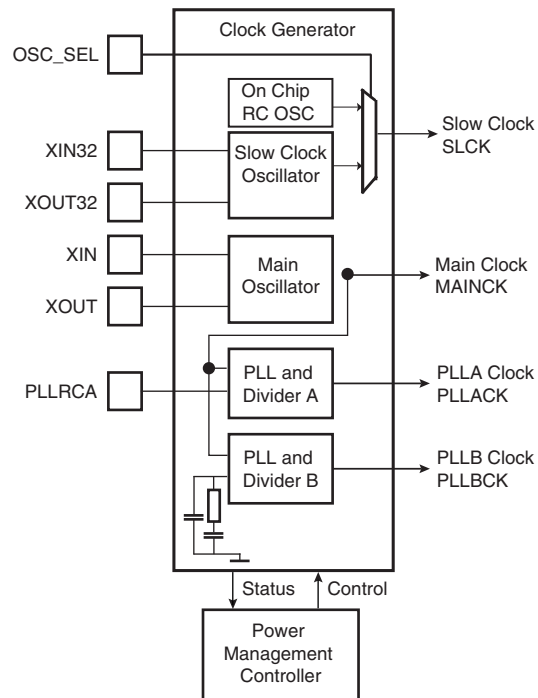 Clock Generator
OSC_SEL
On Chip
RC OSC
Slow Clock
SLCK
XIN32
Slow Clock
Oscillator
XOUT32
XIN
Main
Oscillator
Main Clock
MAINCK
XOUT
PLLRCA
PLL and
Divider A
PLLA Clock
PLLACK
PLL and
Divider B
PLLB Clock
PLLBCK
Status
Control
Power
Management
Controller